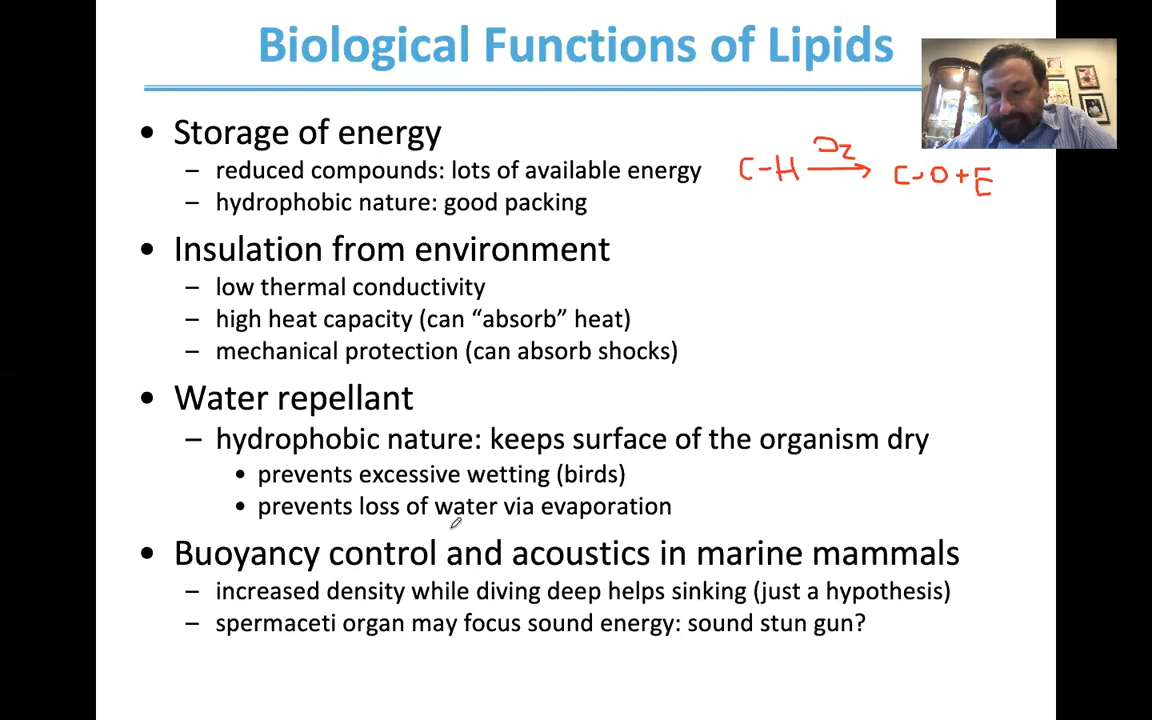 Biological Functions of Lipids
• Storage of energy
– reduced compounds: lots of available energy
C-H O2 → C-O+E
– hydrophobic nature: good packing
• Insulation from environment
– low thermal conductivity
– high heat capacity (can “absorb” heat)
– mechanical protection (can absorb shocks)
• Water repellant
– hydrophobic nature: keeps surface of the organism dry
• prevents excessive wetting (birds)
• prevents loss of water via evaporation
• Buoyancy control and acoustics in marine mammals
– increased density while diving deep helps sinking (just a hypothesis)
– spermaceti organ may focus sound energy: sound stun gun?